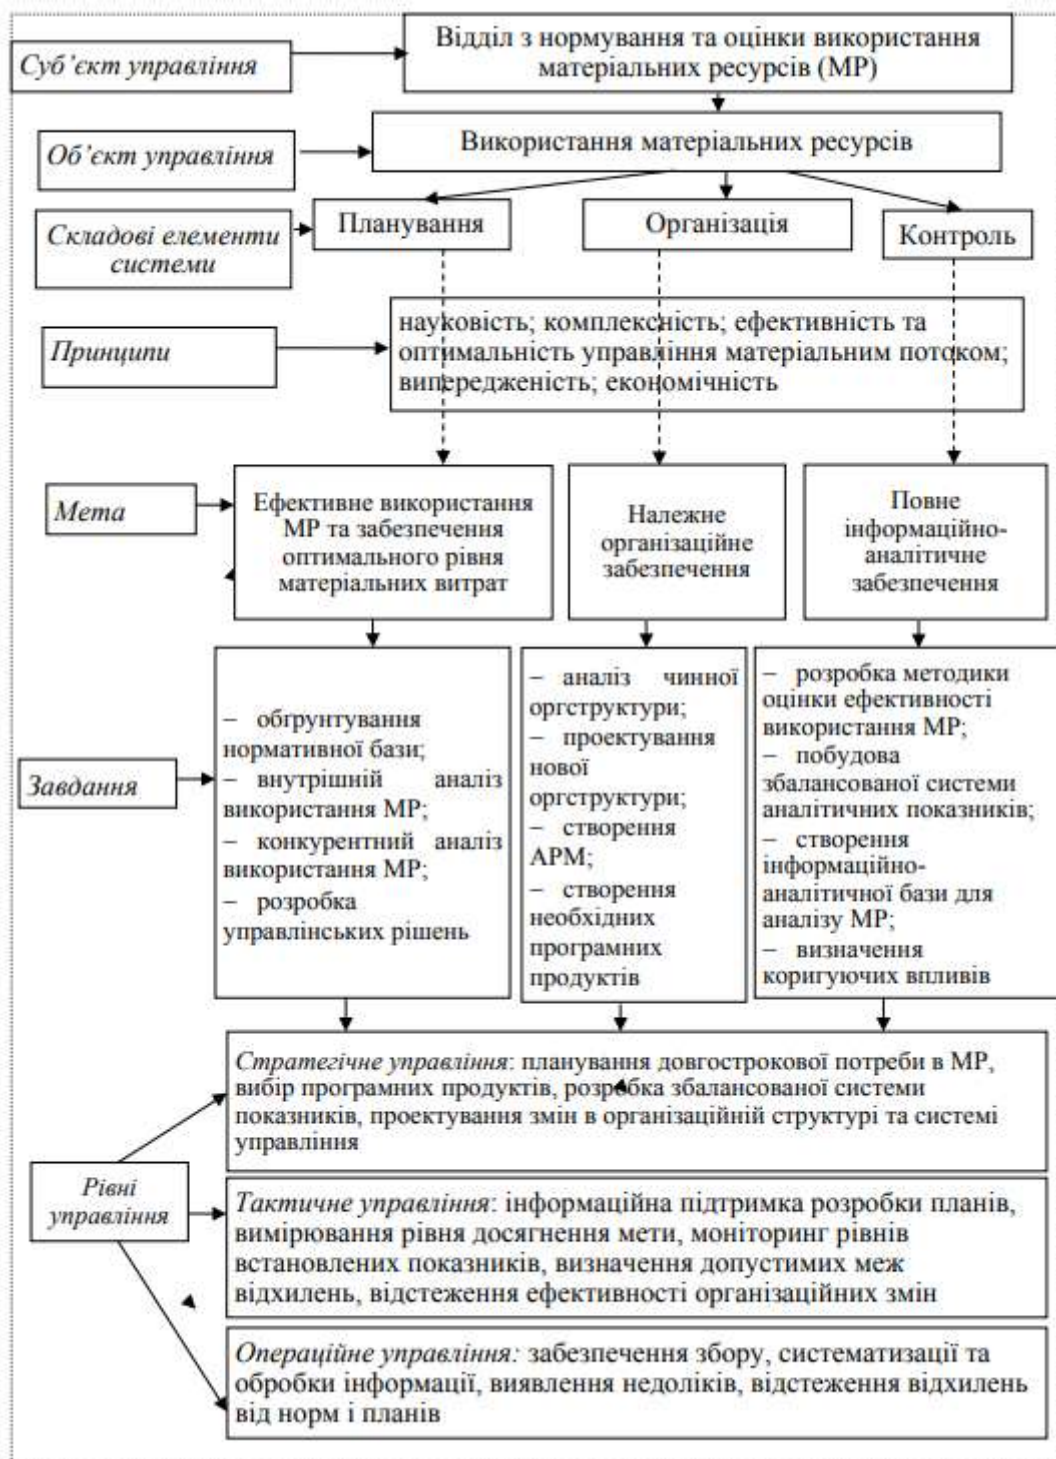 Суб’єкт управління
Відділ з нормування та оцінки використання
матеріальних ресурсів (МР)
Об’єкт управління
Використання матеріальних ресурсів
Складові елементи
системи
Планування
Організація
Контроль
Принципи
науковість; комплексність; ефективність та
оптимальність управління матеріальним потоком;
випередженість; економічність
Мета
Ефективне використання
МР та забезпечення
оптимального рівня
матеріальних витрат
Належне
організаційне
забезпечення
Повне
інформаційно-
аналітичне
забезпечення
Завдання
– обґрунтування
нормативної бази;
– внутрішній аналіз
використання МР;
– конкурентний аналіз
використання МР;
– розробка
управлінських рішень
– аналіз чинної
оргструктури;
– проектування
нової
оргструктури;
– створення
АРМ;
– створення
необхідних
програмних
продуктів
– розробка методики
оцінки ефективності
використання МР;
– побудова
збалансованої системи
аналітичних показників;
– створення
інформаційно-
аналітичної бази для
аналізу МР;
– визначення
коригуючих впливів
Рівні
управління
Стратегічне управління: планування довгострокової потреби в МР,
вибір програмних продуктів, розробка збалансованої системи
показників, проектування змін в організаційній структурі та системі
управління
Тактичне управління: інформаційна підтримка розробки планів,
вимірювання рівня досягнення мети, моніторинг рівнів
встановлених показників, визначення допустимих меж
відхилень, відстеження ефективності організаційних змін
Операційне управління: забезпечення збору, систематизації та
обробки інформації, виявлення недоліків, відстеження відхилень
від норм і планів